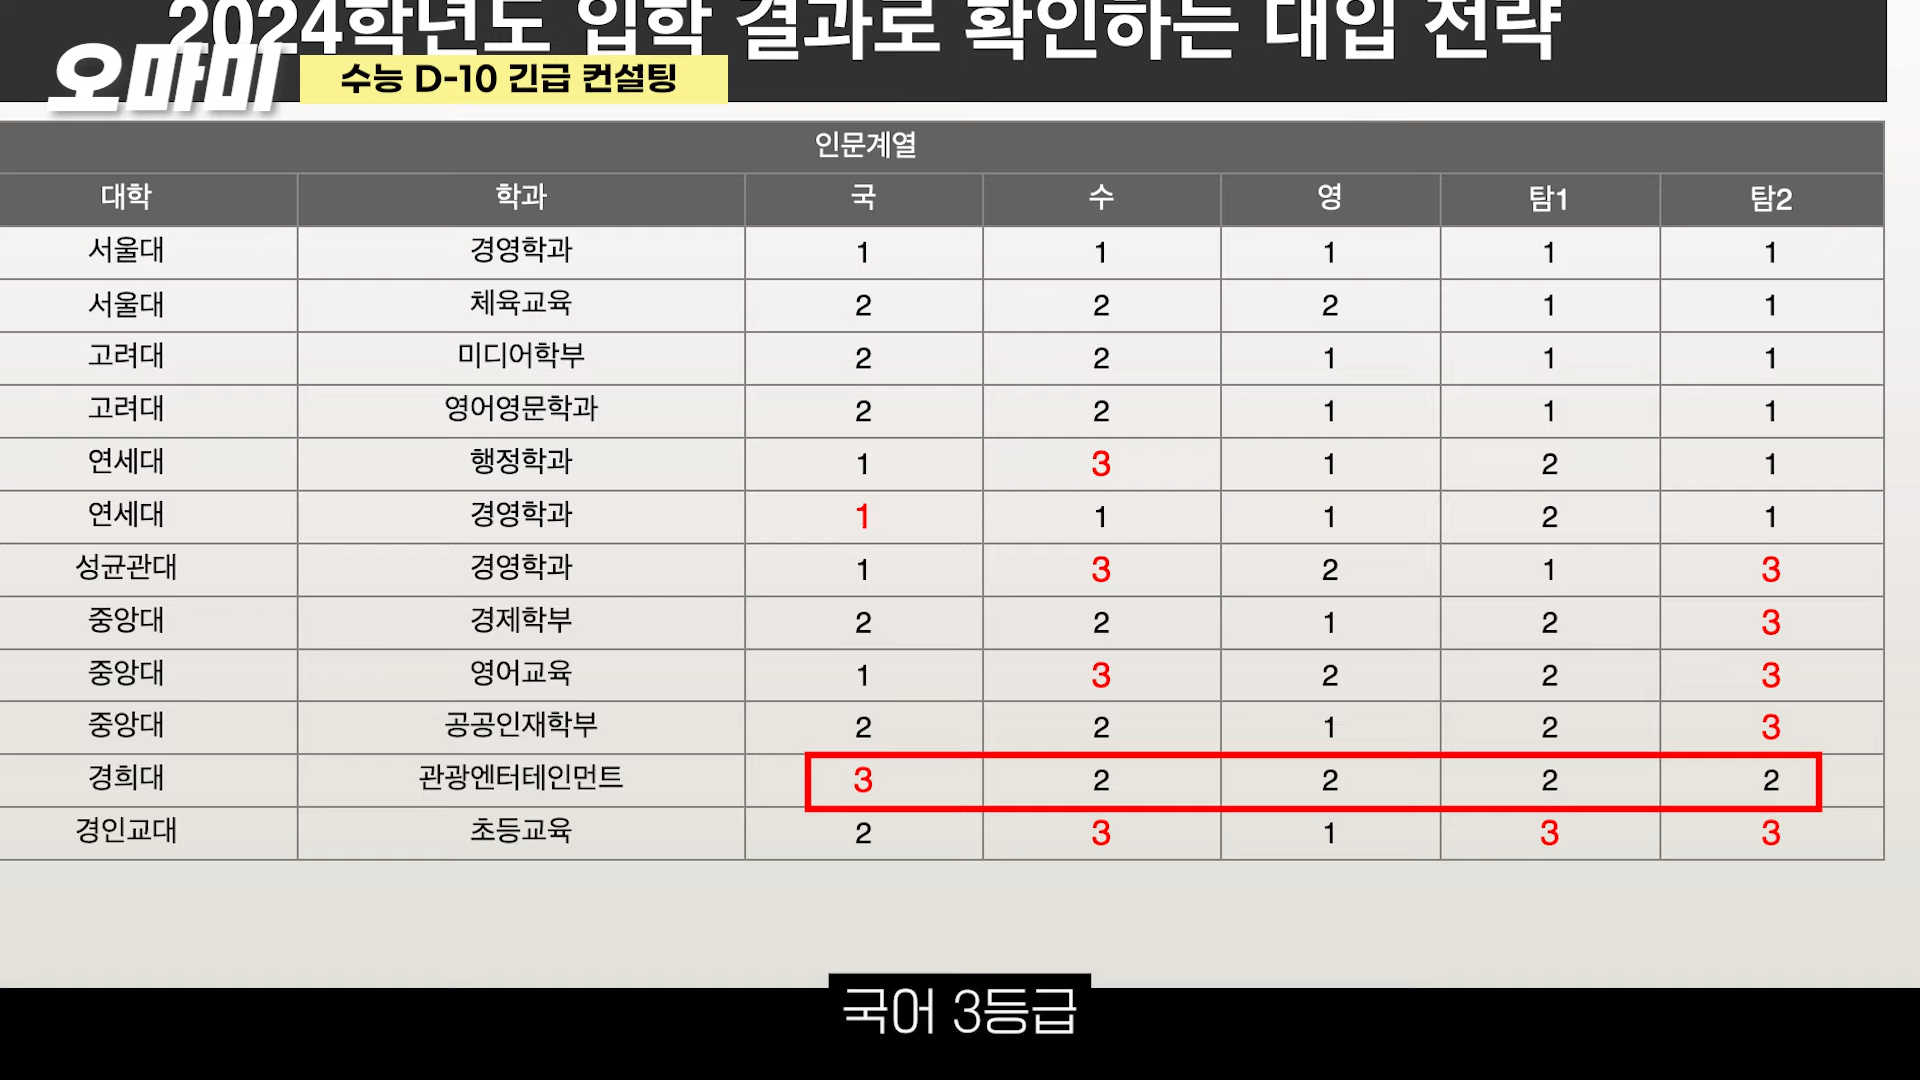 2024학년도 입학 결과로 확인하는 대입 전략
오마미
수능 D-10 긴급 컨설팅
인문계열
대학 학과 국 수 영 탐1 탐2
서울대 경영학과 1 1 1 1 1
서울대 체육교육 2 2 2 1 1
고려대 미디어학부 2 2 1 1 1
고려대 영어영문학과 2 2 1 1 1
연세대 행정학과 1 3 1 2 1
연세대 경영학과 1 1 1 2 1
성균관대 경영학과 1 3 2 1 3
중앙대 경제학부 2 2 1 2 3
중앙대 영어교육 1 3 2 2 3
중앙대 공공인재학부 2 2 1 2 3
경희대 관광엔터테인먼트 3 2 2 2 2
경인교대 초등교육 2 3 1 3 3
국어 3등급